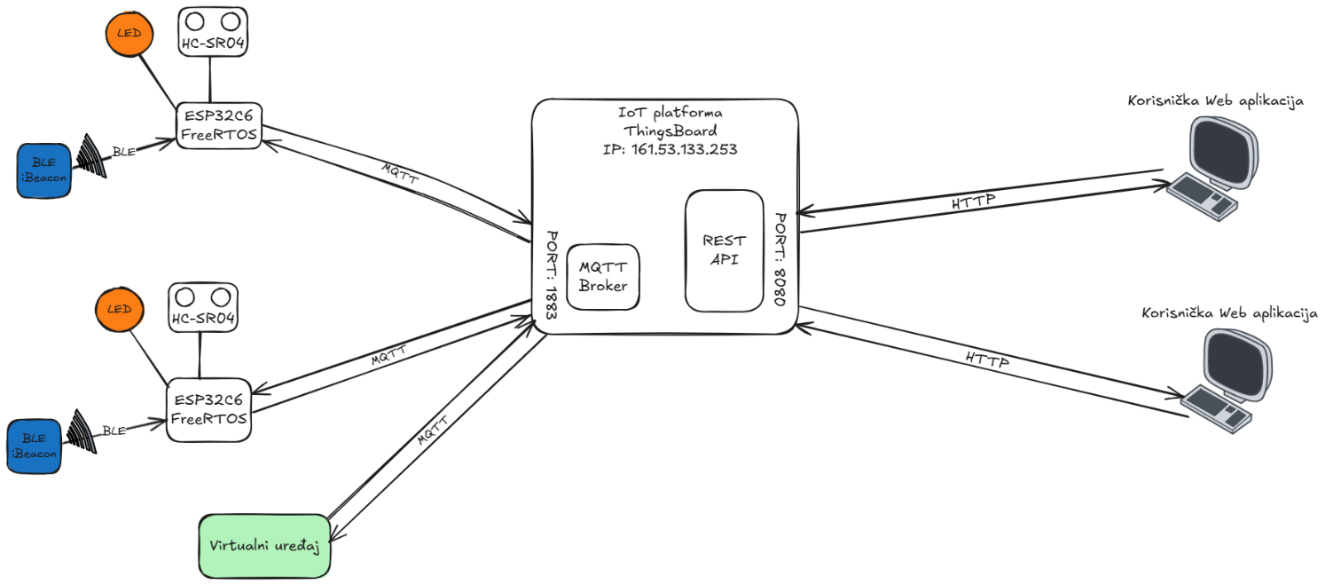 LED
HC-SR04
ESP32C6
FreeRTOS
BLE
BLE
:Beacon
MQTT
LED
HC-SR04
ESP32C6
FreeRTOS
BLE
BLE
:Beacon
MQTT
MQTT
Virtualni uređaj
IoT platforma
ThingsBoard
IP: 161.53.133.253
PORT: 1883
MQTT
Broker
REST
API
PORT: 8080
HTTP
HTTP
Korisnička Web aplikacija
Korisnička Web aplikacija